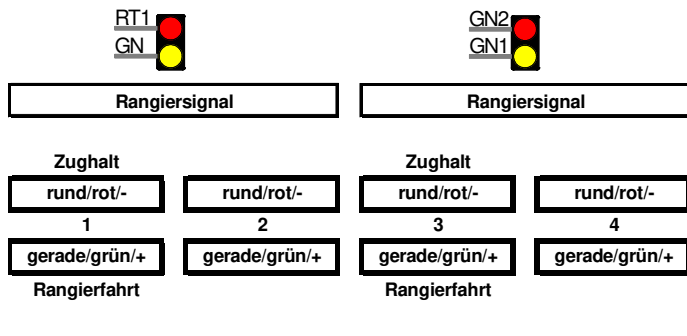 RT1 GN2
GN GN1
Rangiersignal Rangiersignal
Zughalt Zughalt
rund/rot/- rund/rot/- rund/rot/- rund/rot/-
1 2 3 4
gerade/grün/+ gerade/grün/+ gerade/grün/+ gerade/grün/+
Rangierfahrt Rangierfahrt